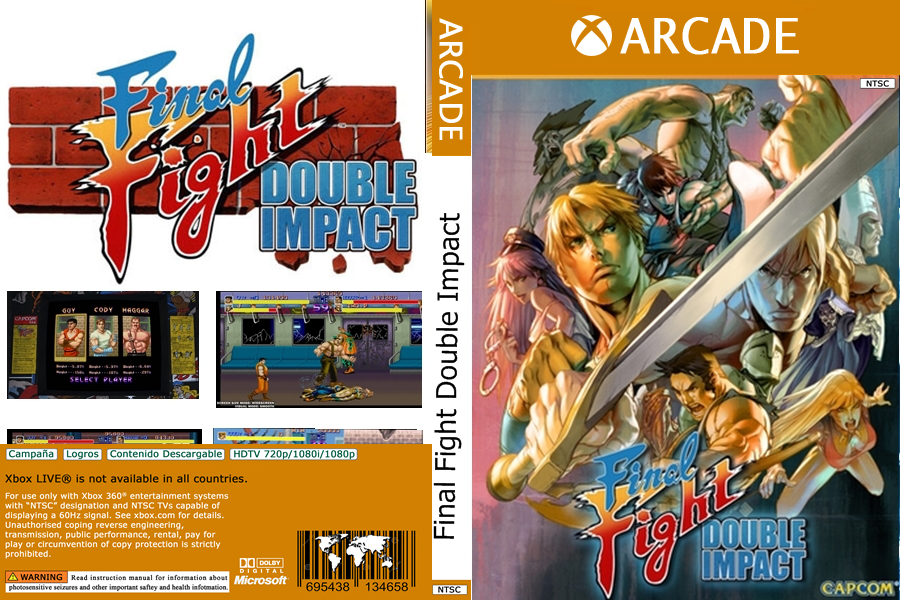 Final
Fight
DOUBLE
IMPACT
GUY CODY HAGGAR
SELECT PLAYER
Campaña Logros Contenido Descargable HDTV 720p/1080i/1080p
Xbox LIVE® is not available in all countries.
For use only with Xbox 360® entertainment systems
with "NTSC" designation and NTSC TVs capable of
displaying a 60Hz signal. See xbox.com for details.
Unauthorised coping reverse engineering,
transmission, public performance, rental, pay for
play or circumvention of copy protection is strictly
prohibited.
WARNING Read instruction manual for information about
photosensitive seizures and other important saftey and health infotmation.
DOLBY
DIGITAL
Microsoft®
695438 134658
ARCADE
Final Fight Double Impact
NTSC
ARCADE
NTSC
Final
Fight
DOUBLE
IMPACT
CAPCOM®